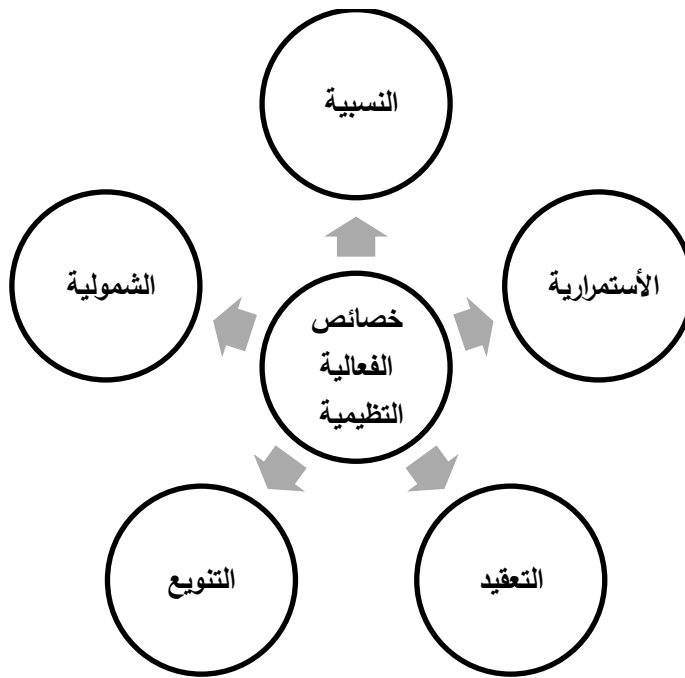 النسبية
الأستمرارية
الشمولية
خصائص
الفعالية
التظيمية
التعقيد
التنويع